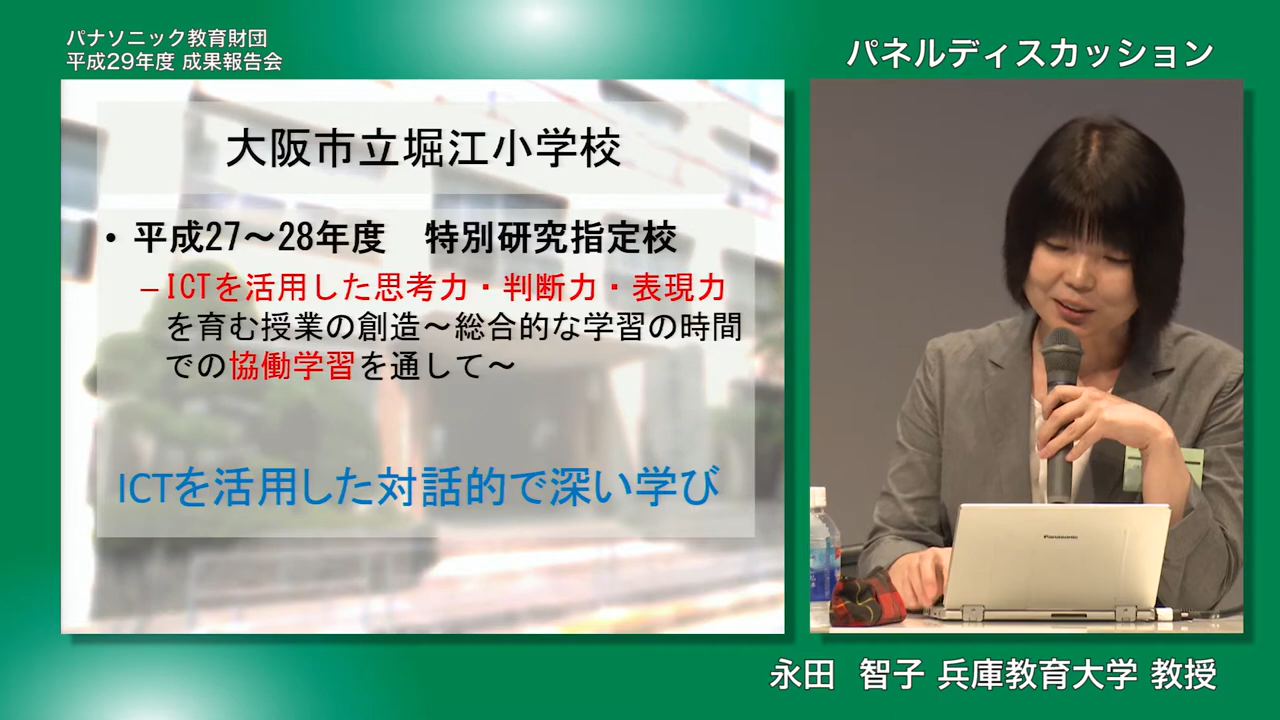 パナソニック教育財団
平成29年度 成果報告会
パネルディスカッション
大阪市立堀江小学校
• 平成27～28年度　特別研究指定校
–ICTを活用した思考力・判断力・表現力
を育む授業の創造～総合的な学習の時間
での協働学習を通して～
ICTを活用した対話的で深い学び
Panasonic
永田　智子 兵庫教育大学 教授